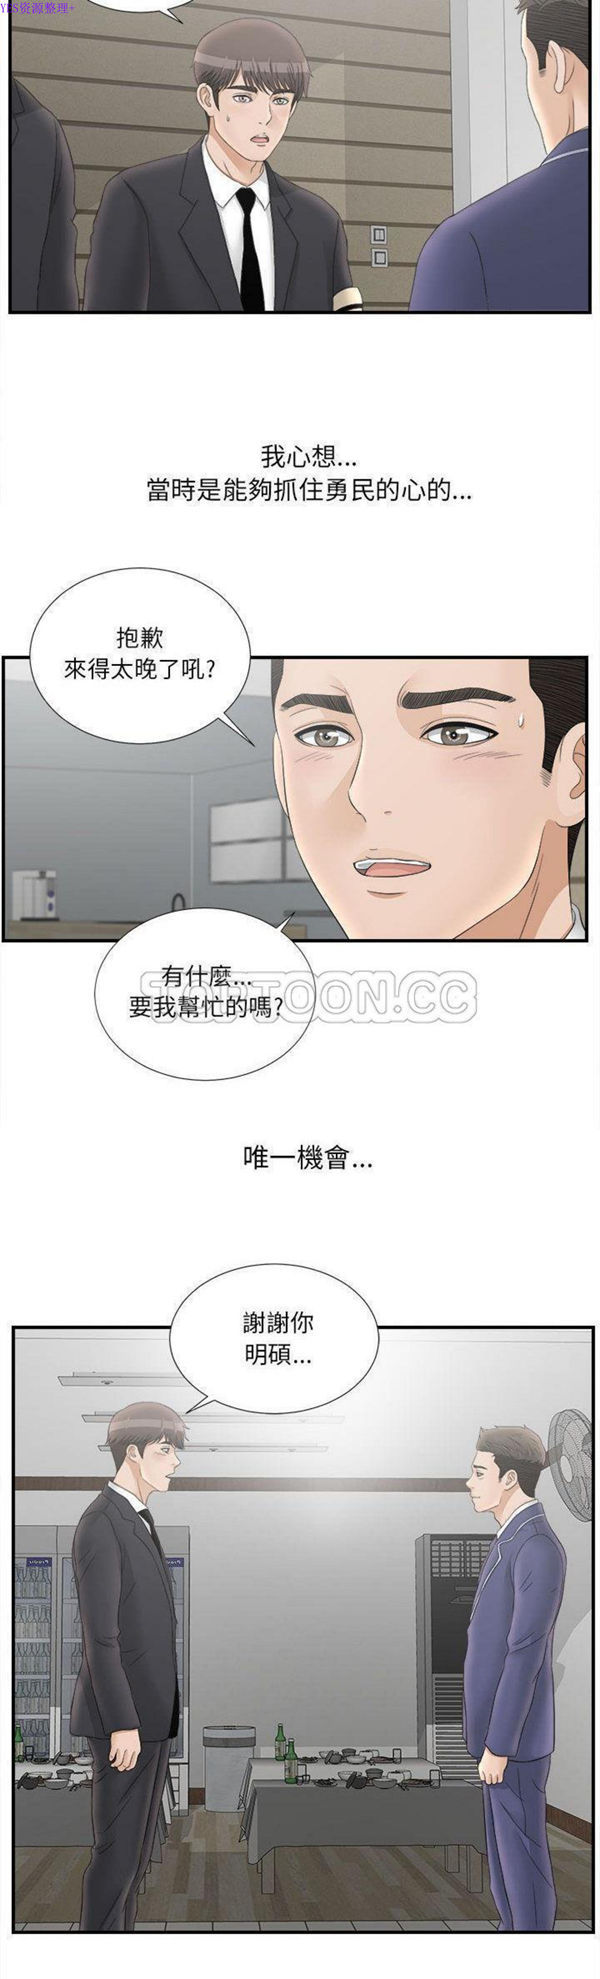 YES资源整理+
我心想...
當時是能夠抓住勇民的心的...
抱歉
來得太晚了吼?
有什麼...
要我幫忙的嗎?
TOPTOON.CC
唯一機會...
謝謝你
明碩...